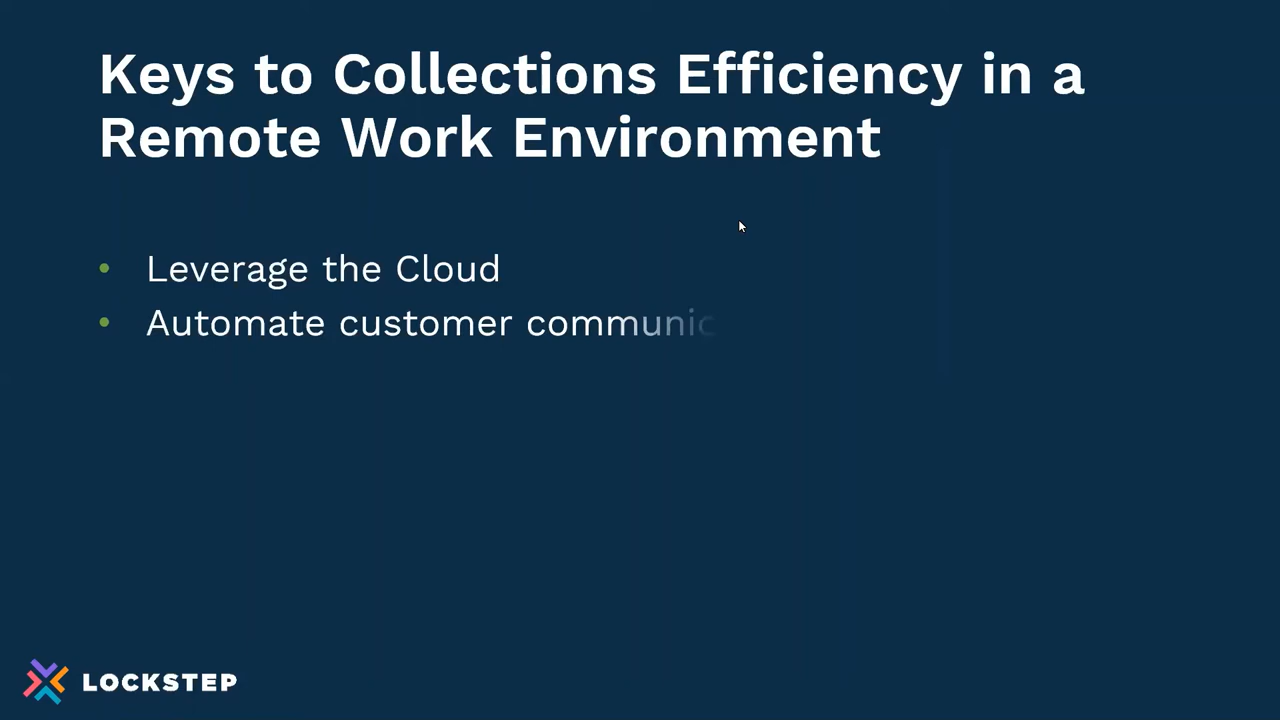 Keys to Collections Efficiency in a
Remote Work Environment
• Leverage the Cloud
• Automate customer communic
LOCKSTEP